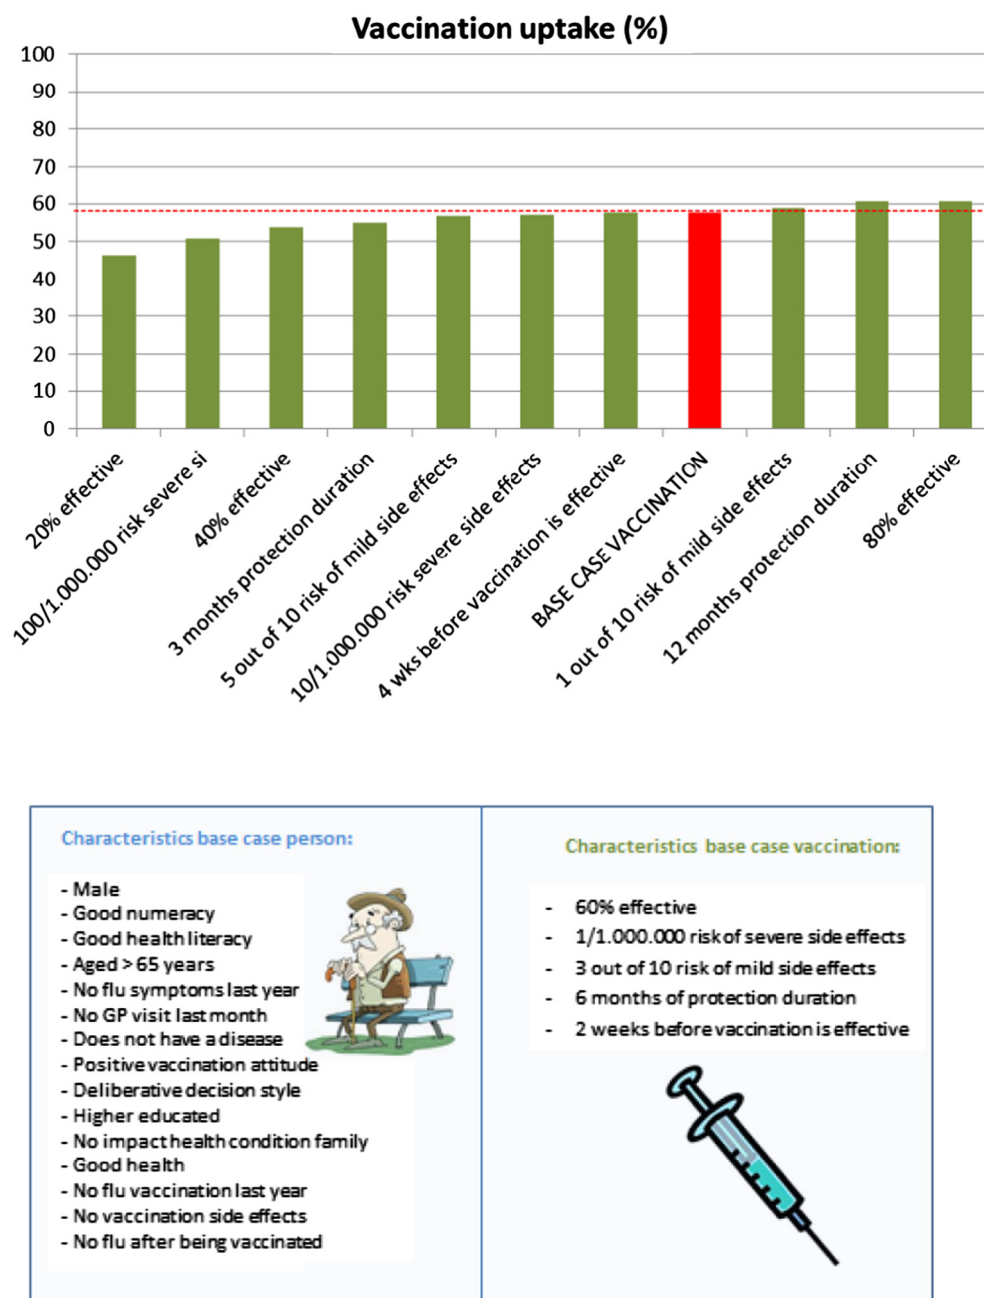 Vaccination uptake (%)
100
90
80
70
60
50
40
30
20
10
0
20% effective
100/1.000.000 risk severe si
40% effective
3 months protection duration
5 out of 10 risk of mild side effects
10/1.000.000 risk severe side effects
4 wks before vaccination is effective
BASE CASE VACCINATION
1 out of 10 risk of mild side effects
12 months protection duration
80% effective
Characteristics base case person:
- Male
- Good numeracy
- Good health literacy
- Aged > 65 years
- No flu symptoms last year
- No GP visit last month
- Does not have a disease
- Positive vaccination attitude
- Deliberative decision style
- Higher educated
- No impact health condition family
- Good health
- No flu vaccination last year
- No vaccination side effects
- No flu after being vaccinated
Characteristics base case vaccination:
- 60% effective
- 1/1.000.000 risk of severe side effects
- 3 out of 10 risk of mild side effects
- 6 months of protection duration
- 2 weeks before vaccination is effective